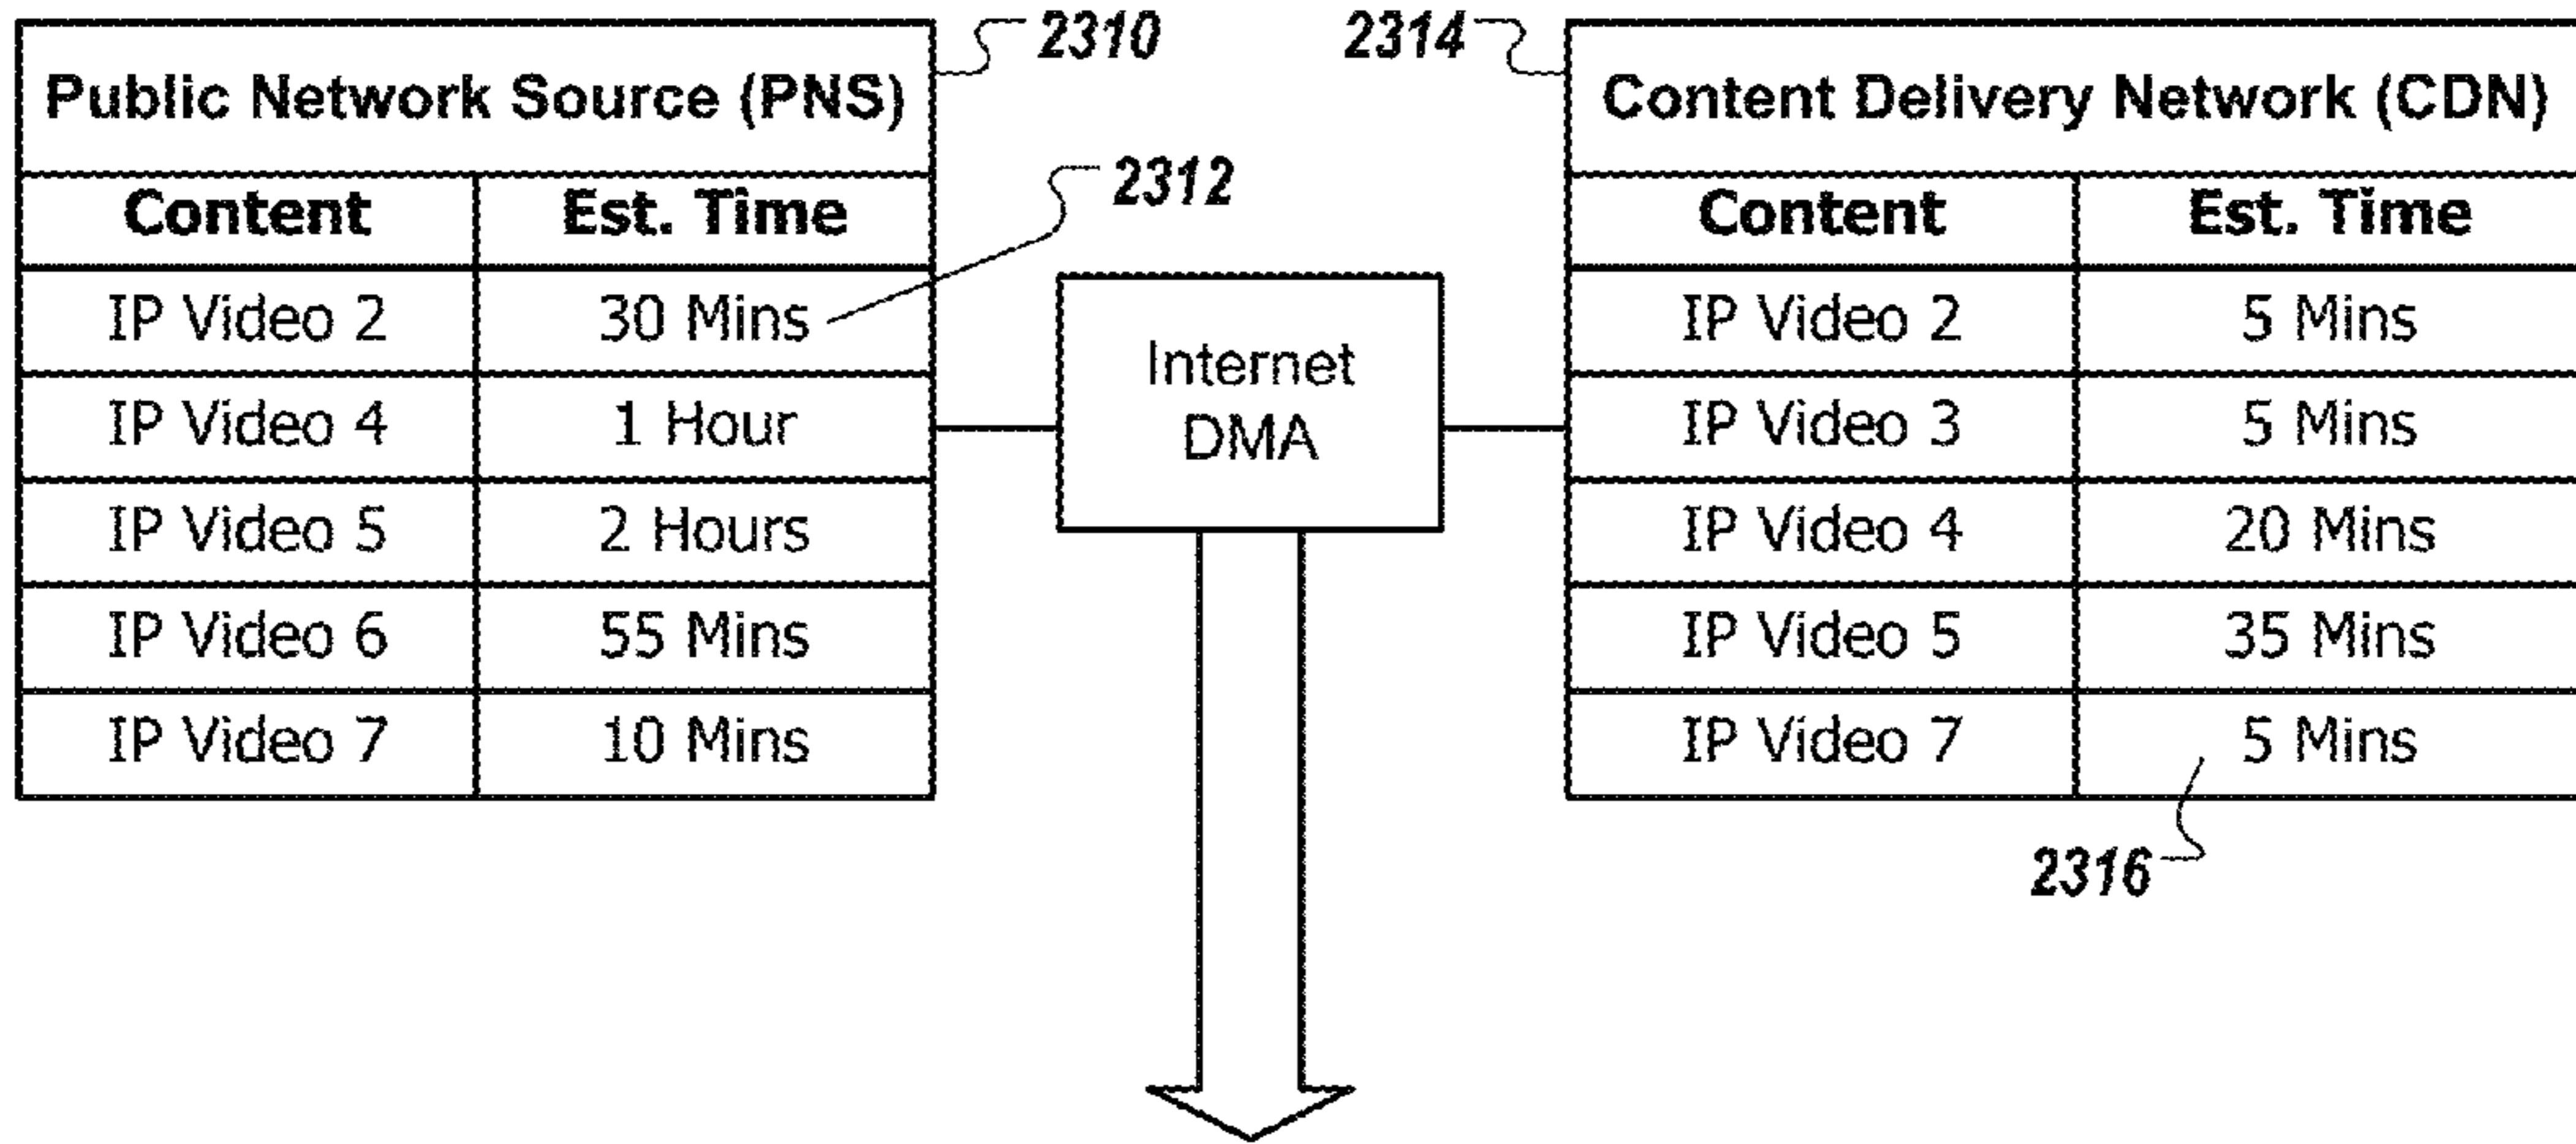 2310
2314
Public Network Source (PNS)
Content Est. Time
IP Video 2 30 Mins
IP Video 4 1 Hour
IP Video 5 2 Hours
IP Video 6 55 Mins
IP Video 7 10 Mins
2312
Internet
DMA
Content Delivery Network (CDN)
Content Est. Time
IP Video 2 5 Mins
IP Video 3 5 Mins
IP Video 4 20 Mins
IP Video 5 35 Mins
IP Video 7 5 Mins
2316